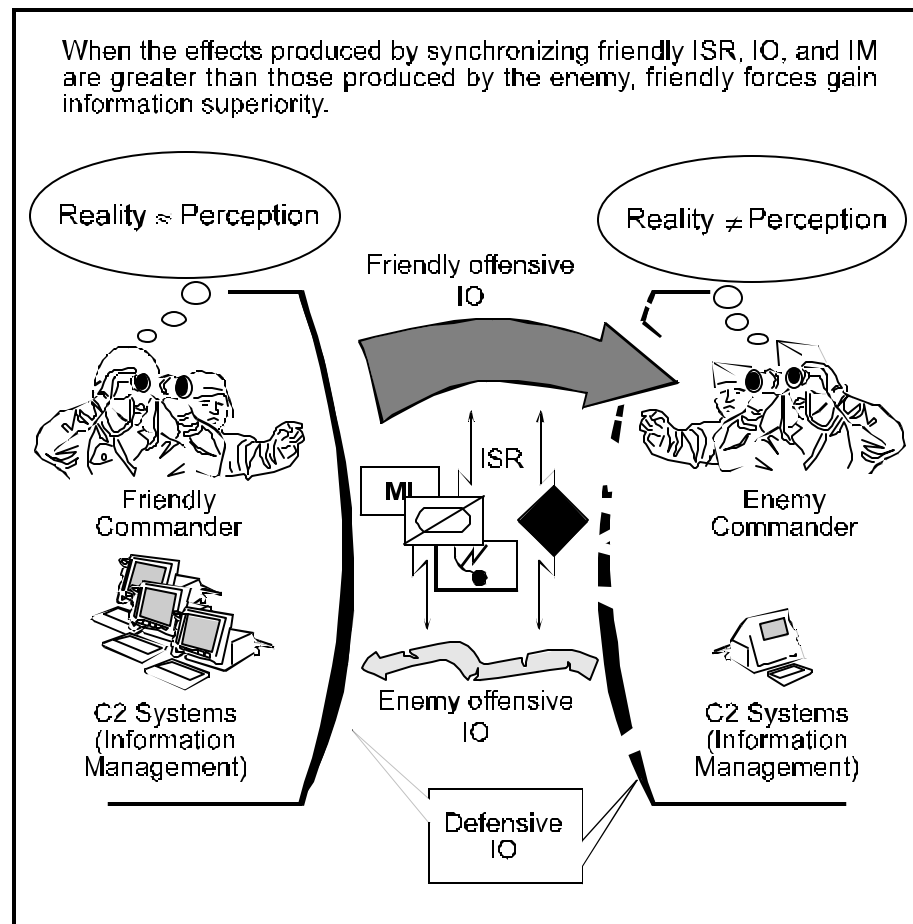 When the effects produced by synchronizing friendly ISR, IO, and IM
are greater than those produced by the enemy, friendly forces gain
information superiority.
Reality ≈ Perception
Reality ≠ Perception
Friendly offensive
IO
ISR
MI
Friendly
Commander
Enemy
Commander
Enemy offensive
IO
C2 Systems
(Information
Management)
C2 Systems
(Information
Management)
Defensive
IO